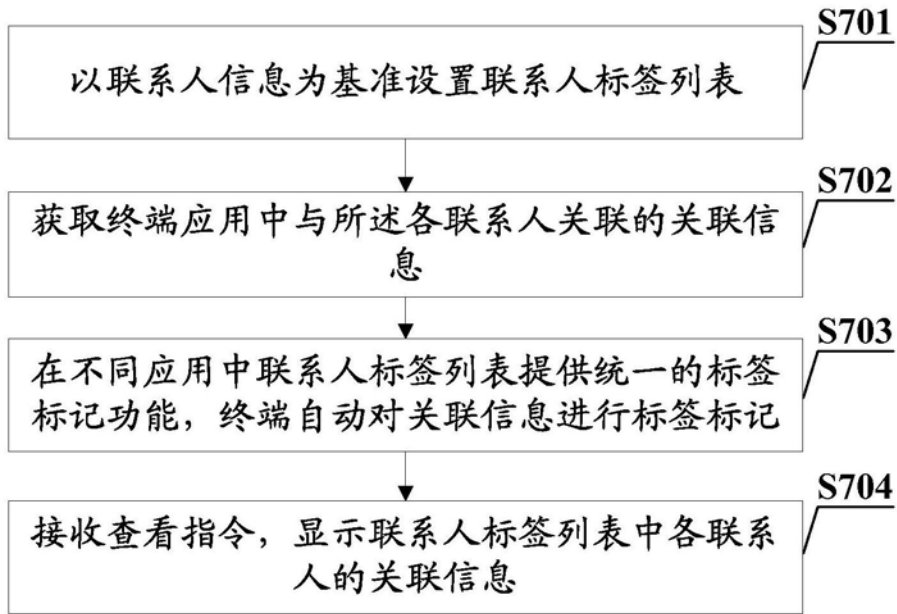 S701
以联系人信息为基准设置联系人标签列表
S702
获取终端应用中与所述各联系人关联的关联信
息
S703
在不同应用中联系人标签列表提供统一的标签
标记功能，终端自动对关联信息进行标签标记
S704
接收查看指令，显示联系人标签列表中各联系
人的关联信息